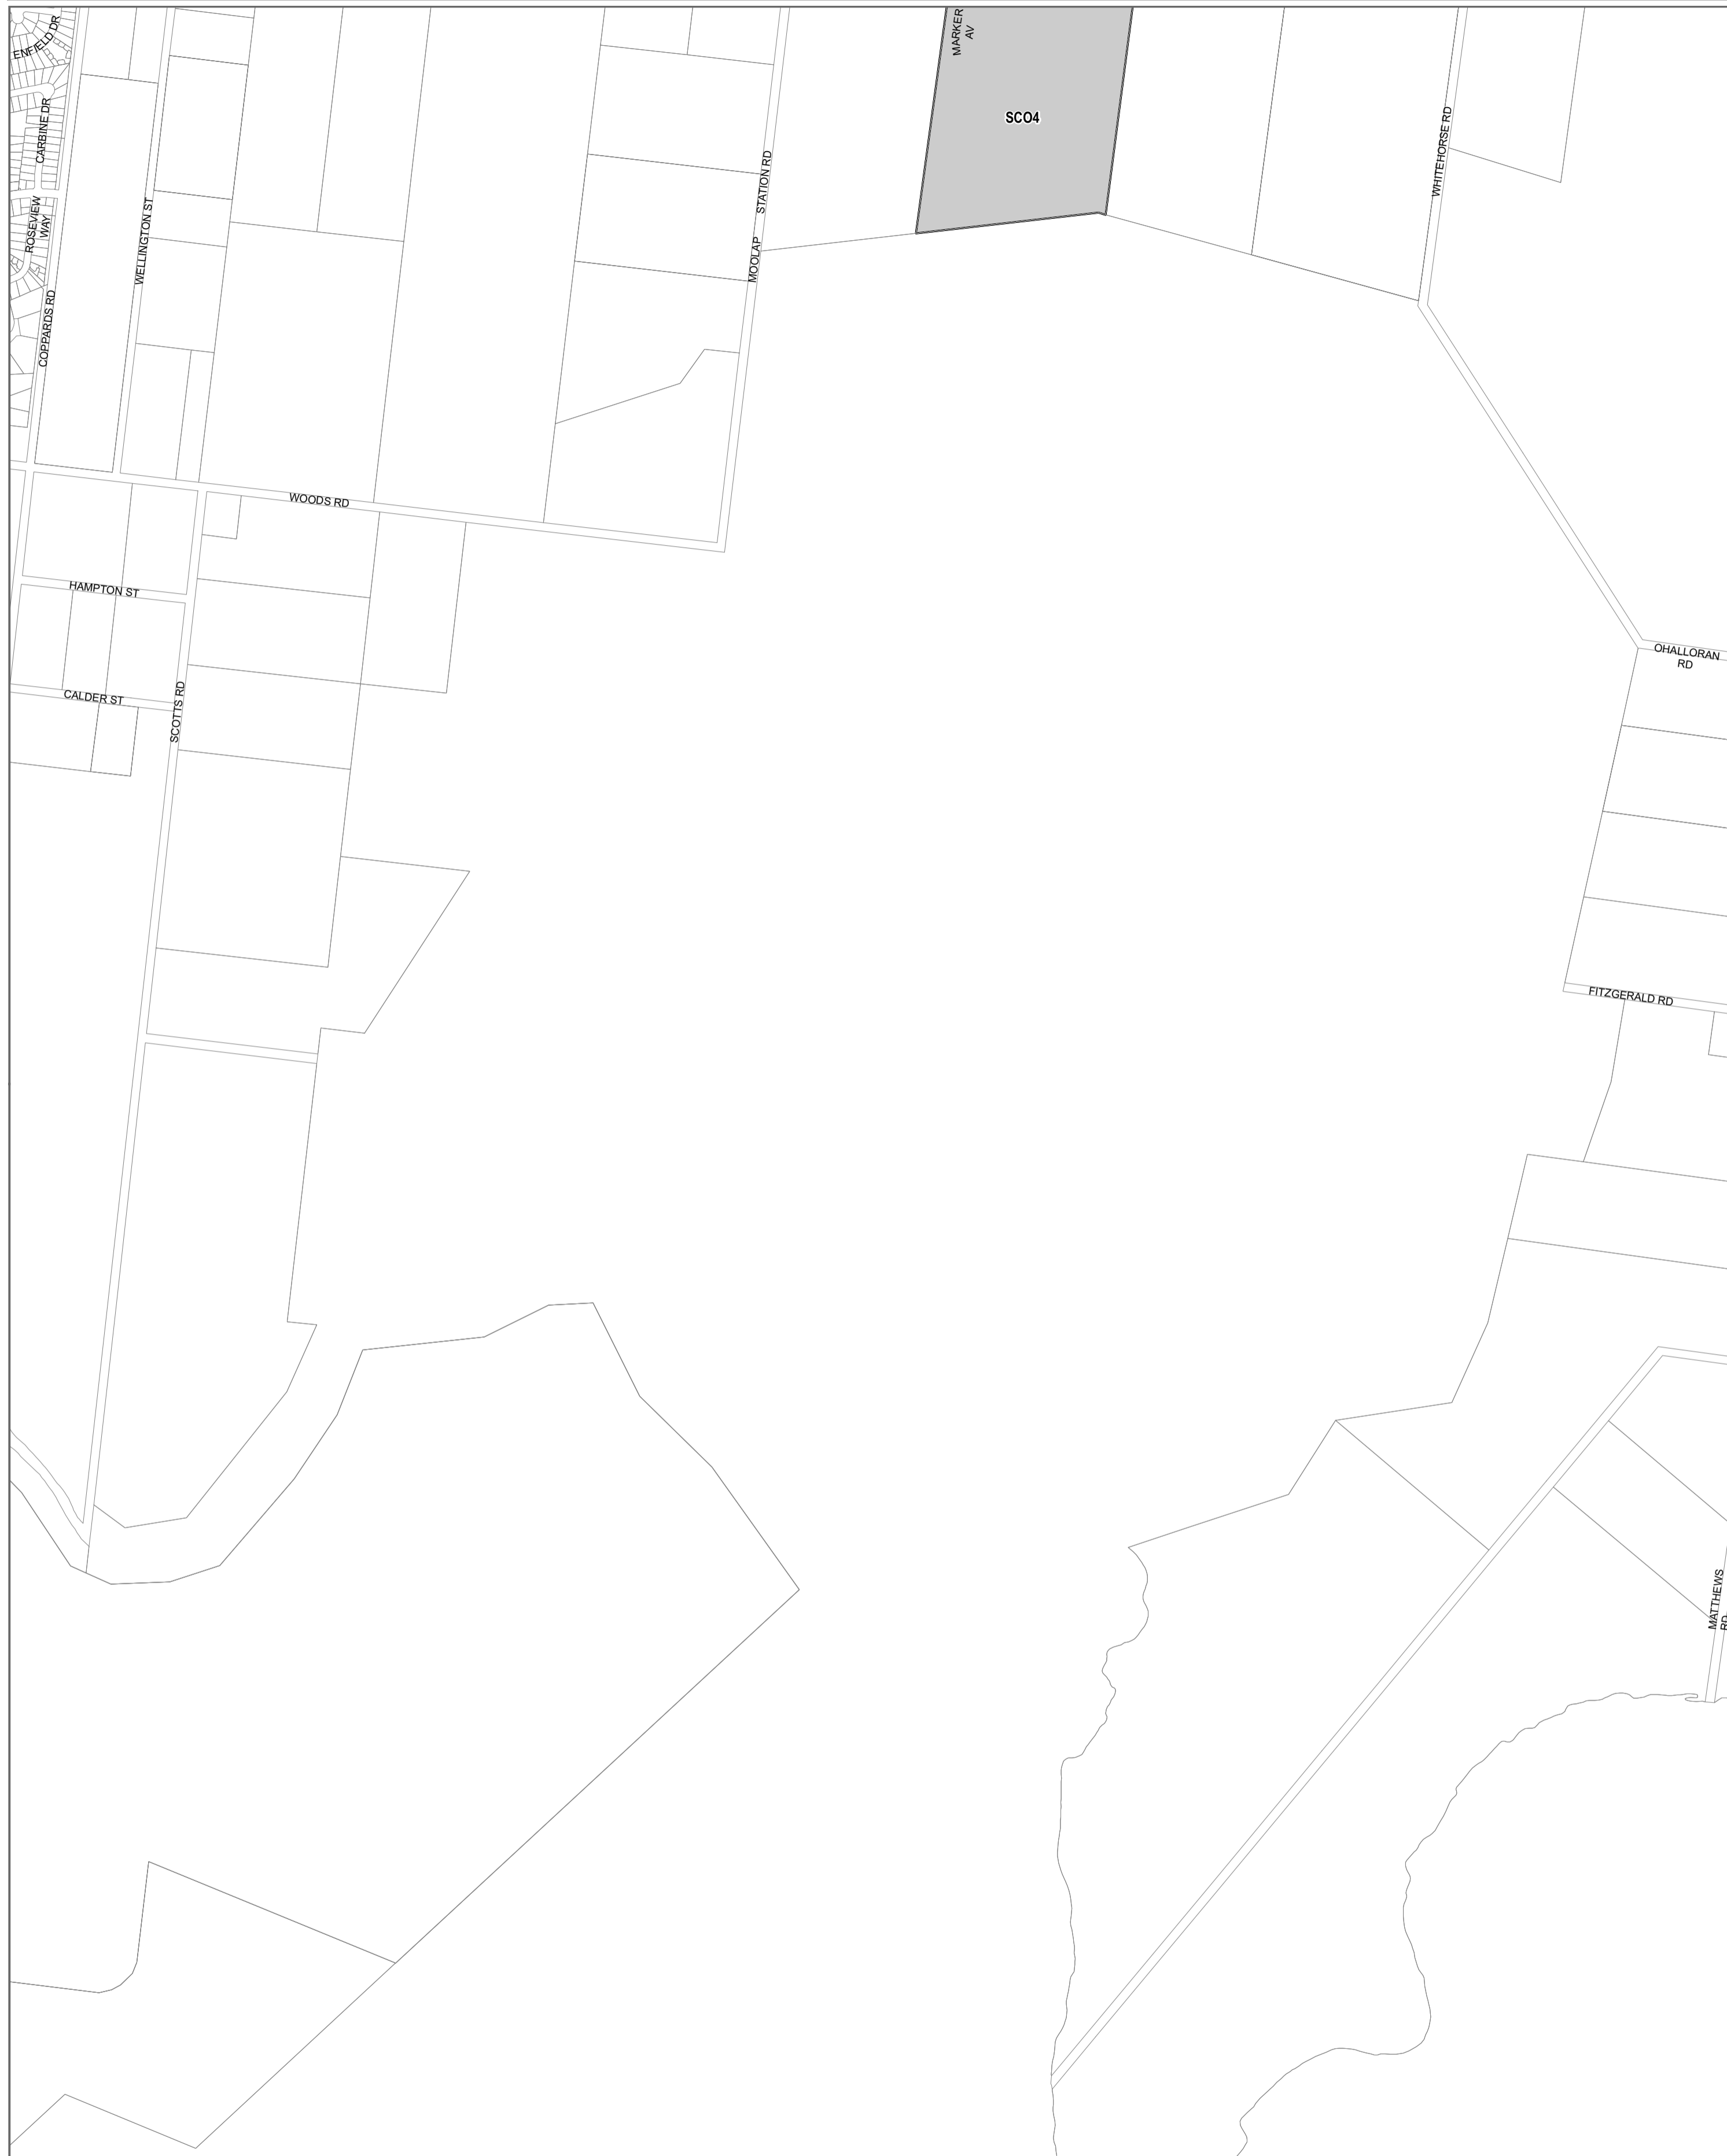 ENFIELD DR
MARKER
AV
SCO4
CARBINE DR
WHITEHORSE RD
STATION RD
ROSEVIEW
WAY
WELLINGTON ST
MOOLAP
COPPARDS RD
WOODS RD
HAMPTON ST
OHALLORAN
RD
CALDER ST
SCOTTS RD
FITZGERALD RD
MATTHEWS
RD